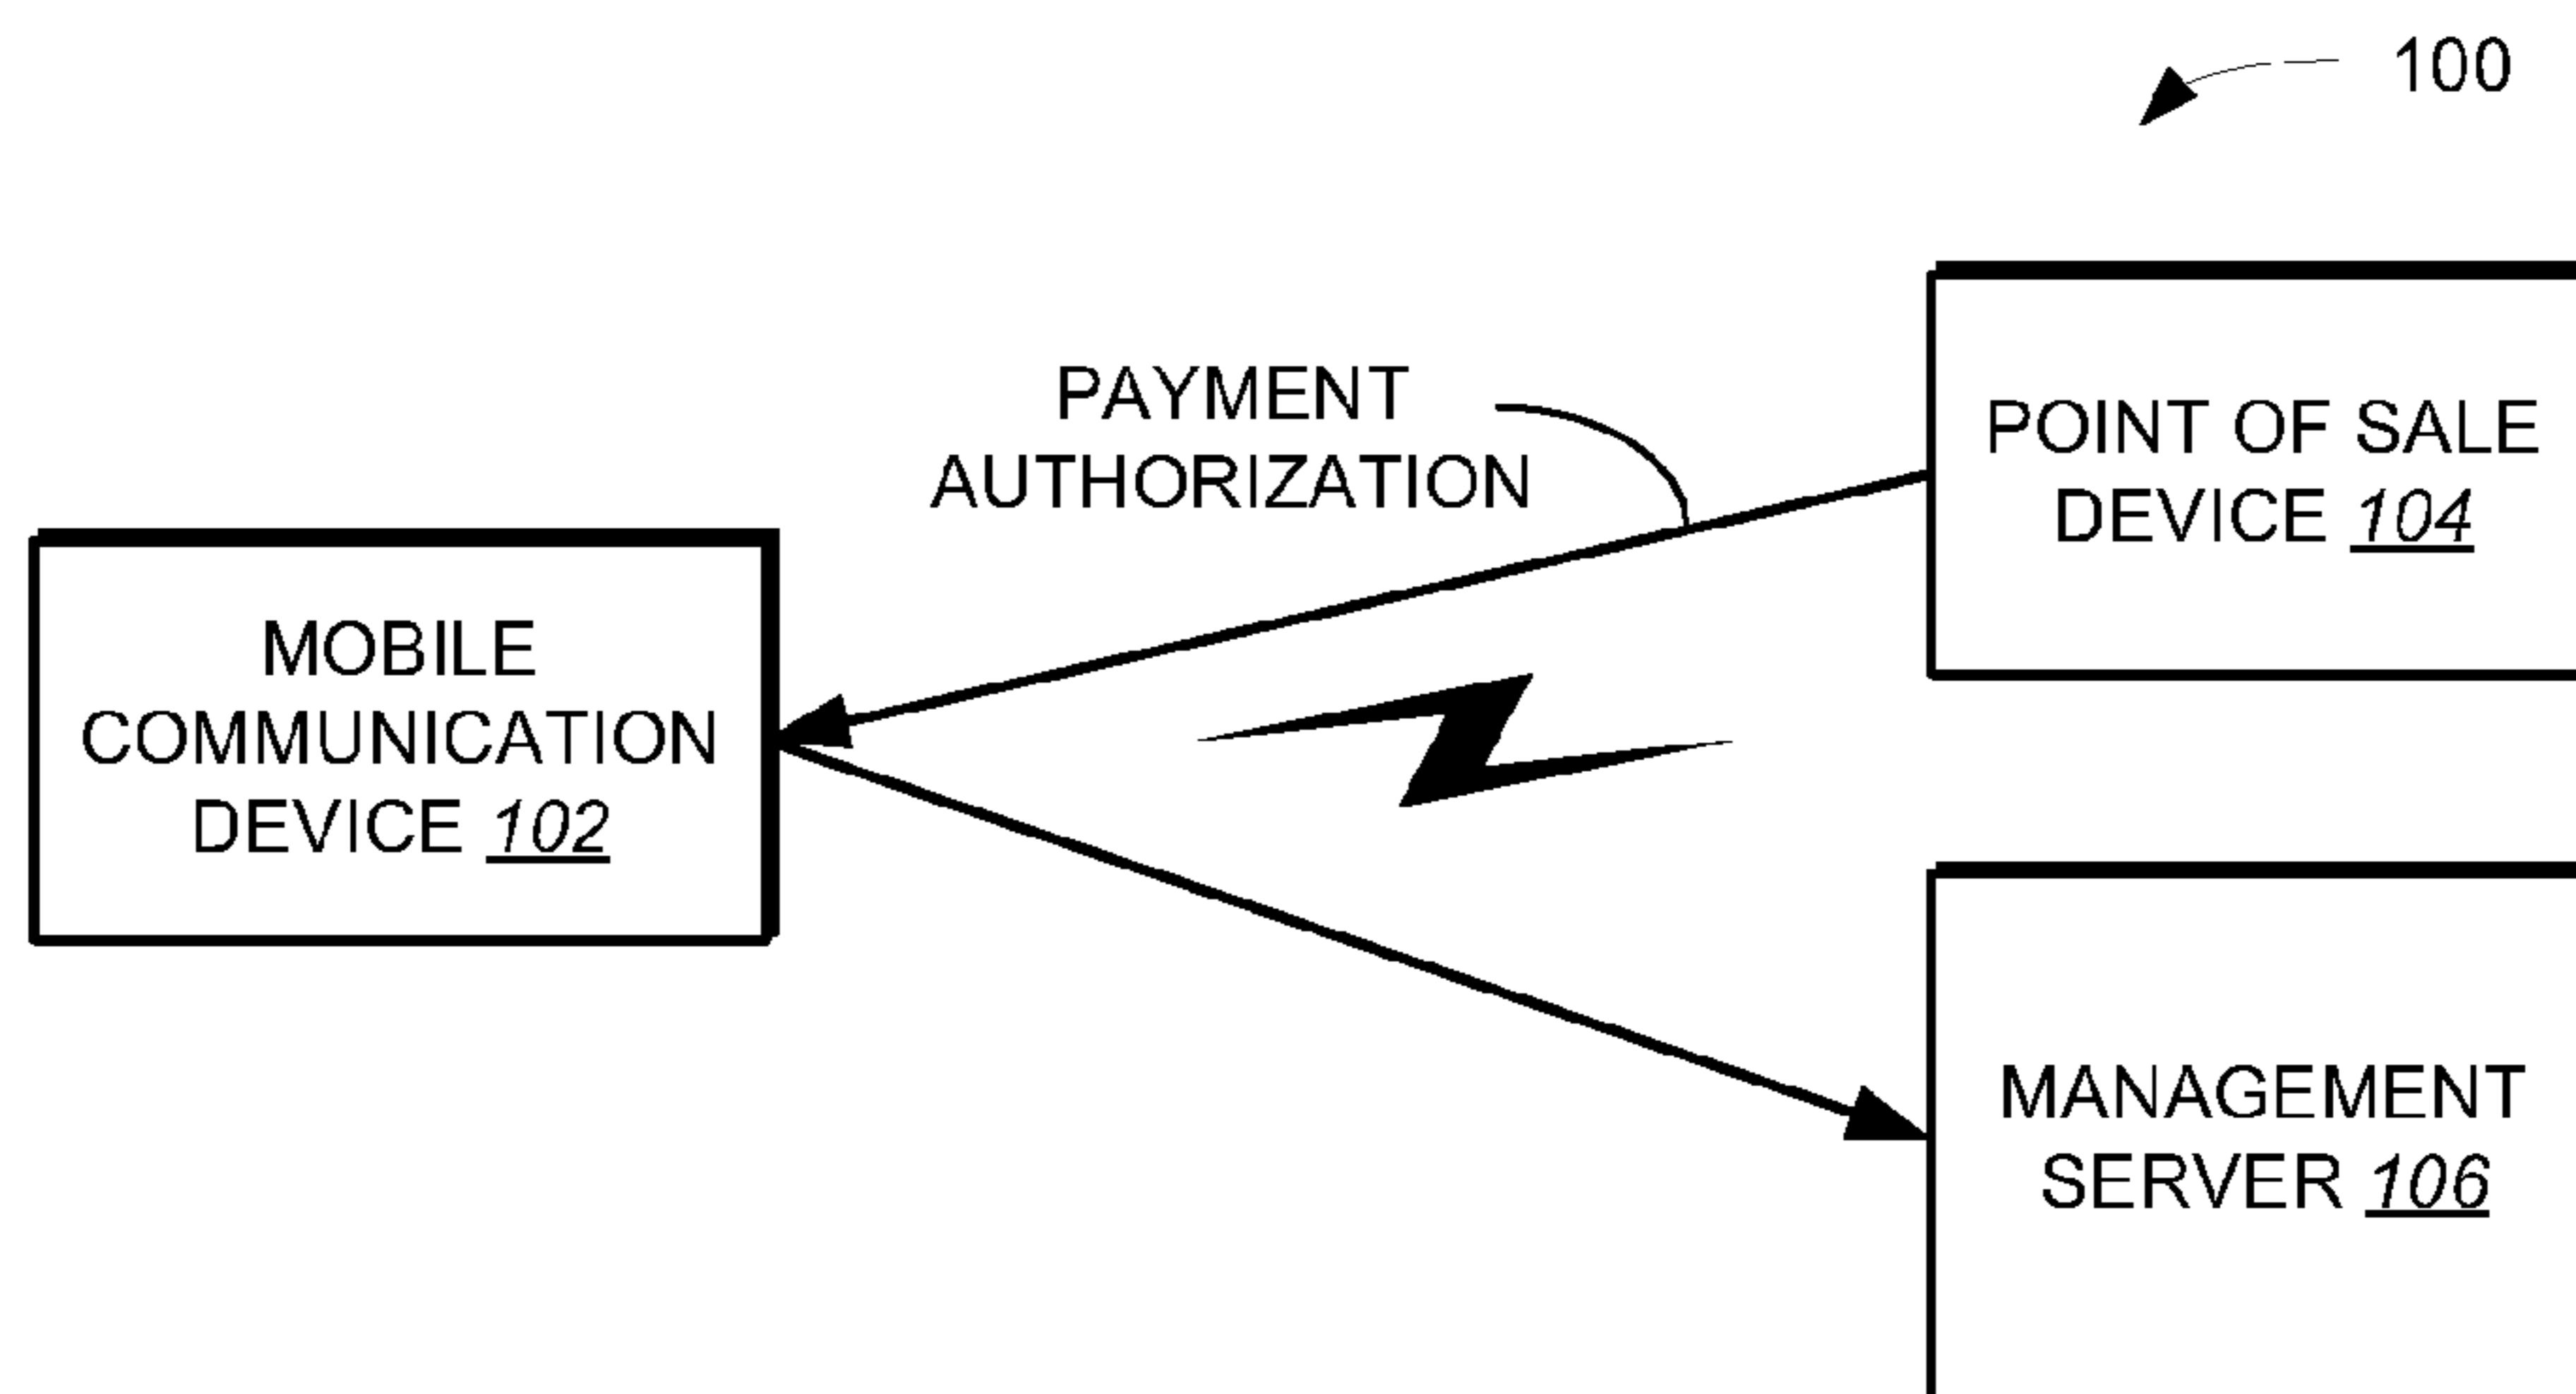 100
PAYMENT
AUTHORIZATION
POINT OF SALE
DEVICE 104
MOBILE
COMMUNICATION
DEVICE 102
MANAGEMENT
SERVER 106